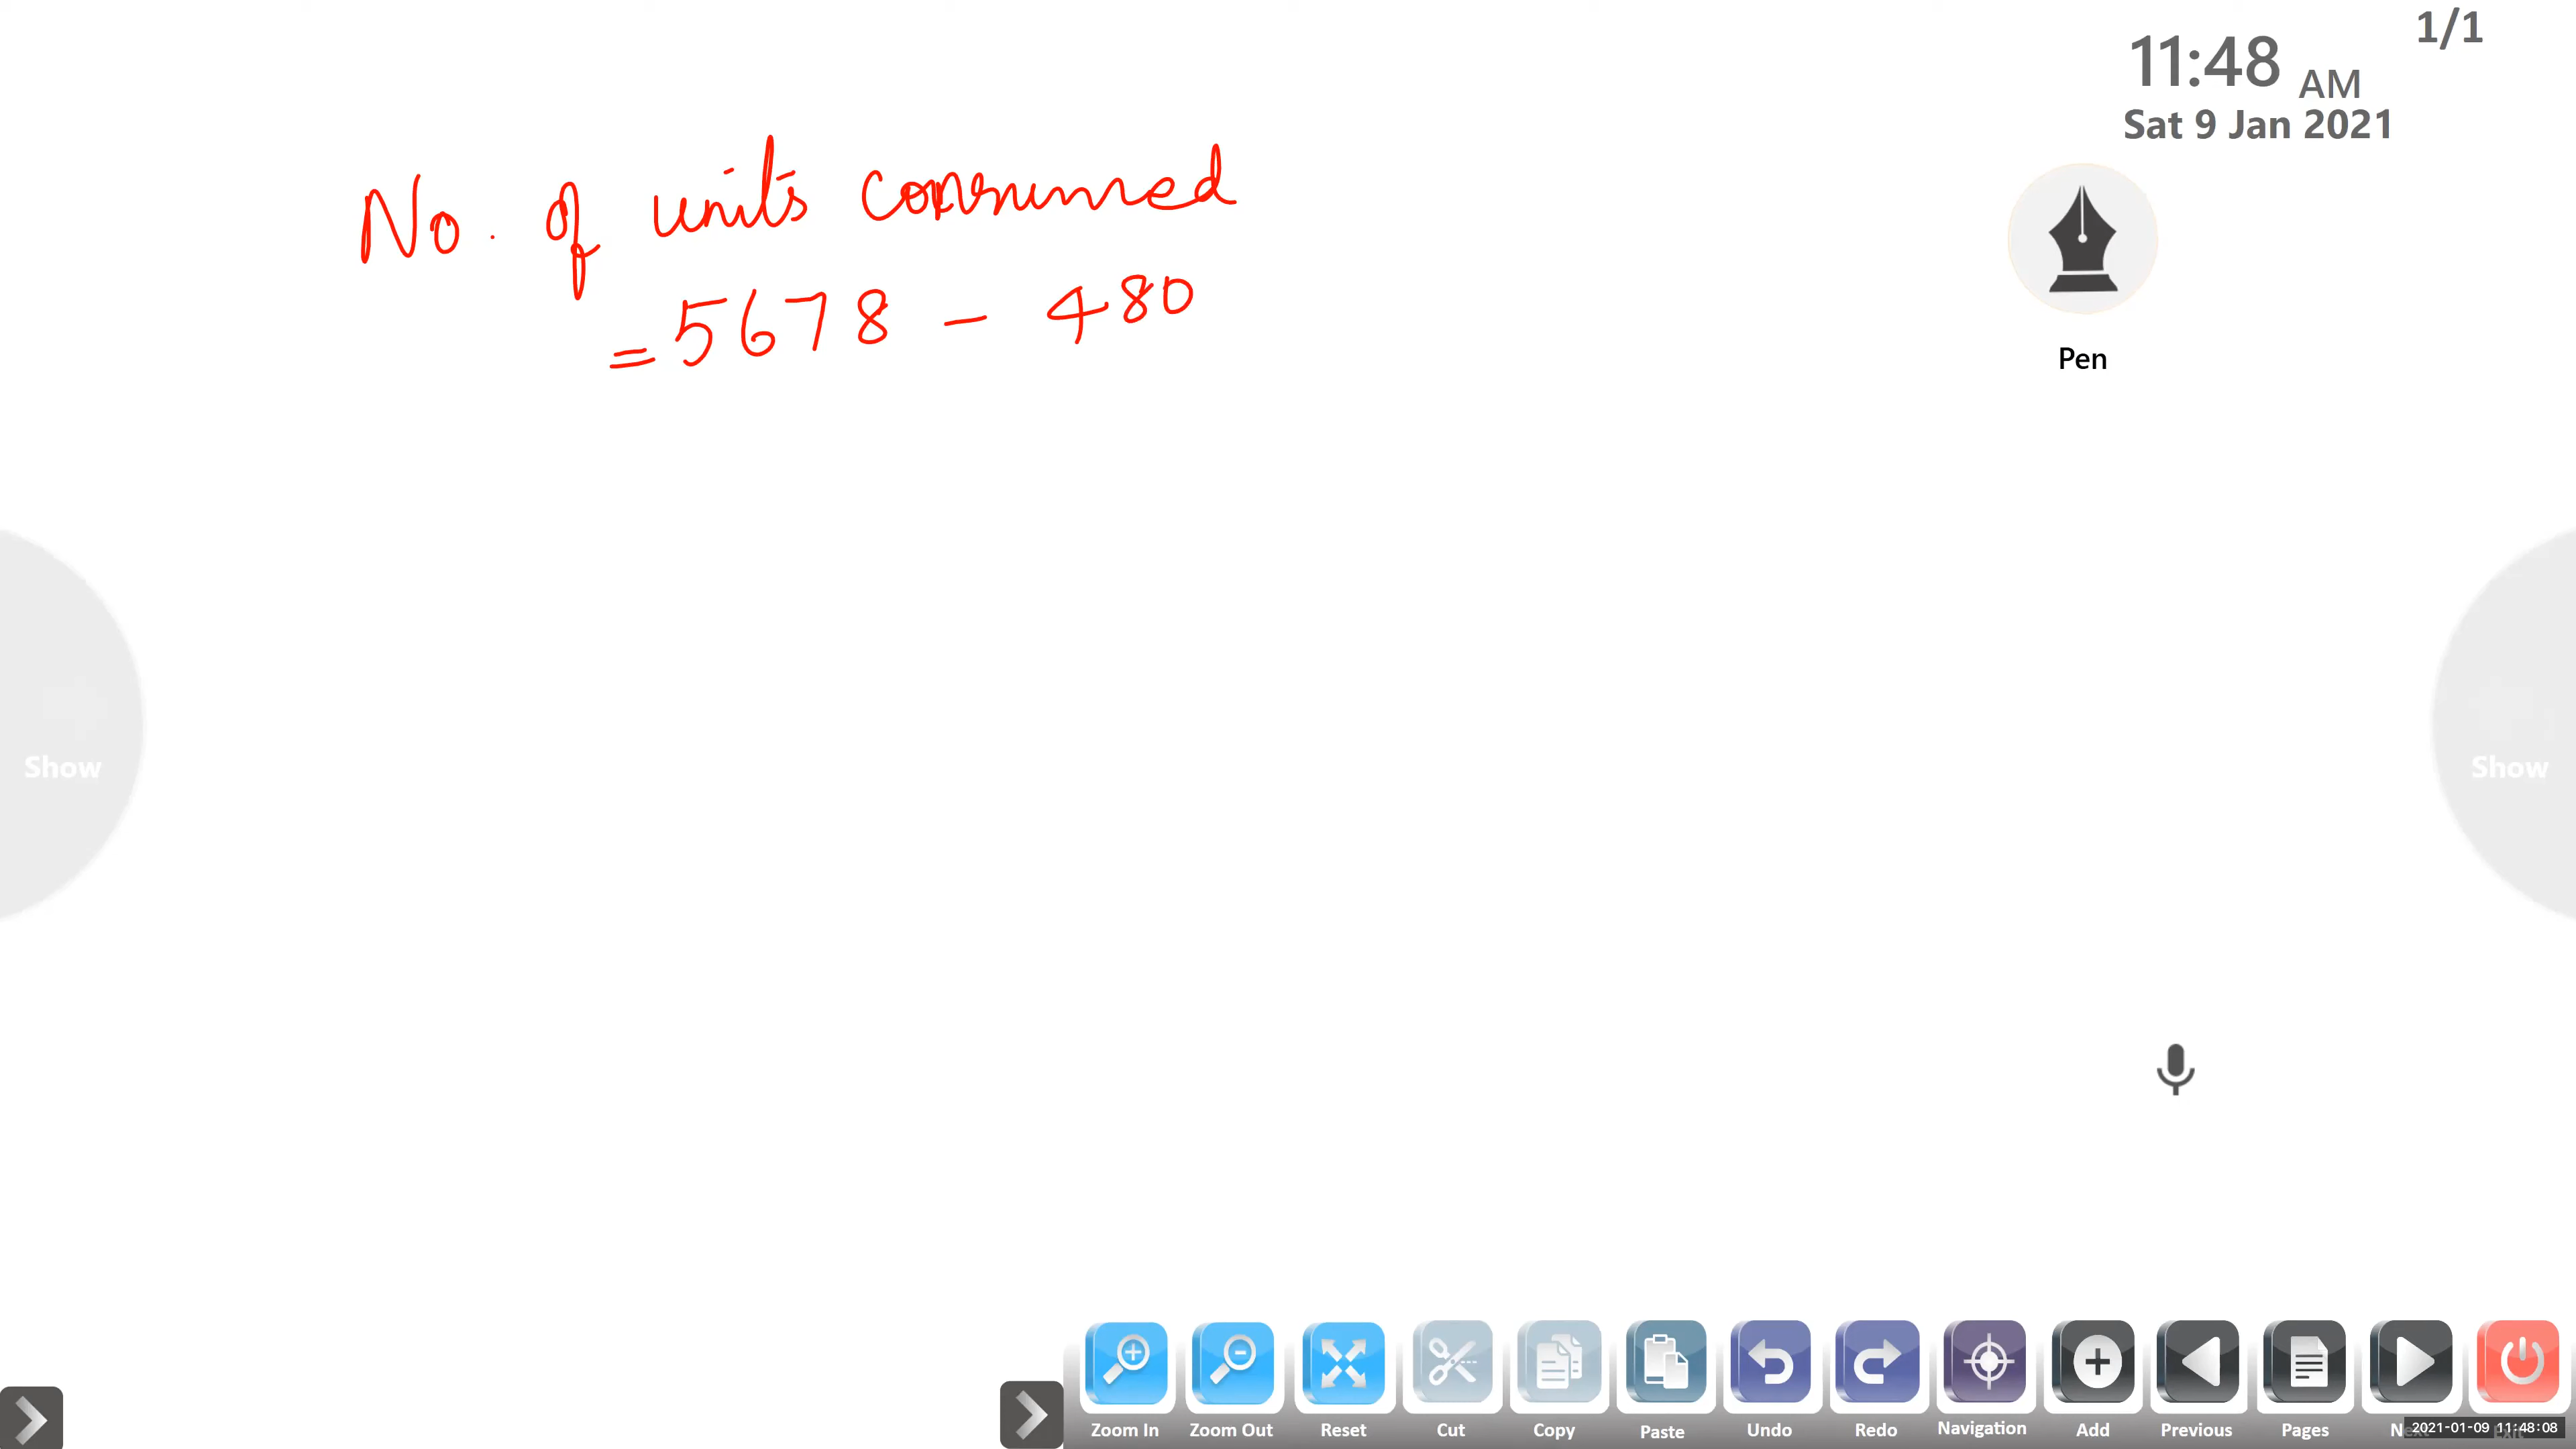 1/1
11:48 AM
Sat 9 Jan 2021
No. of units consumed
= 5678 - 480
Pen
Show
Show
Zoom In
Zoom Out
Reset
Cut
Copy
Paste
Undo
Redo
Navigation
Add
Previous
Pages
2021-01-09 11:48:08